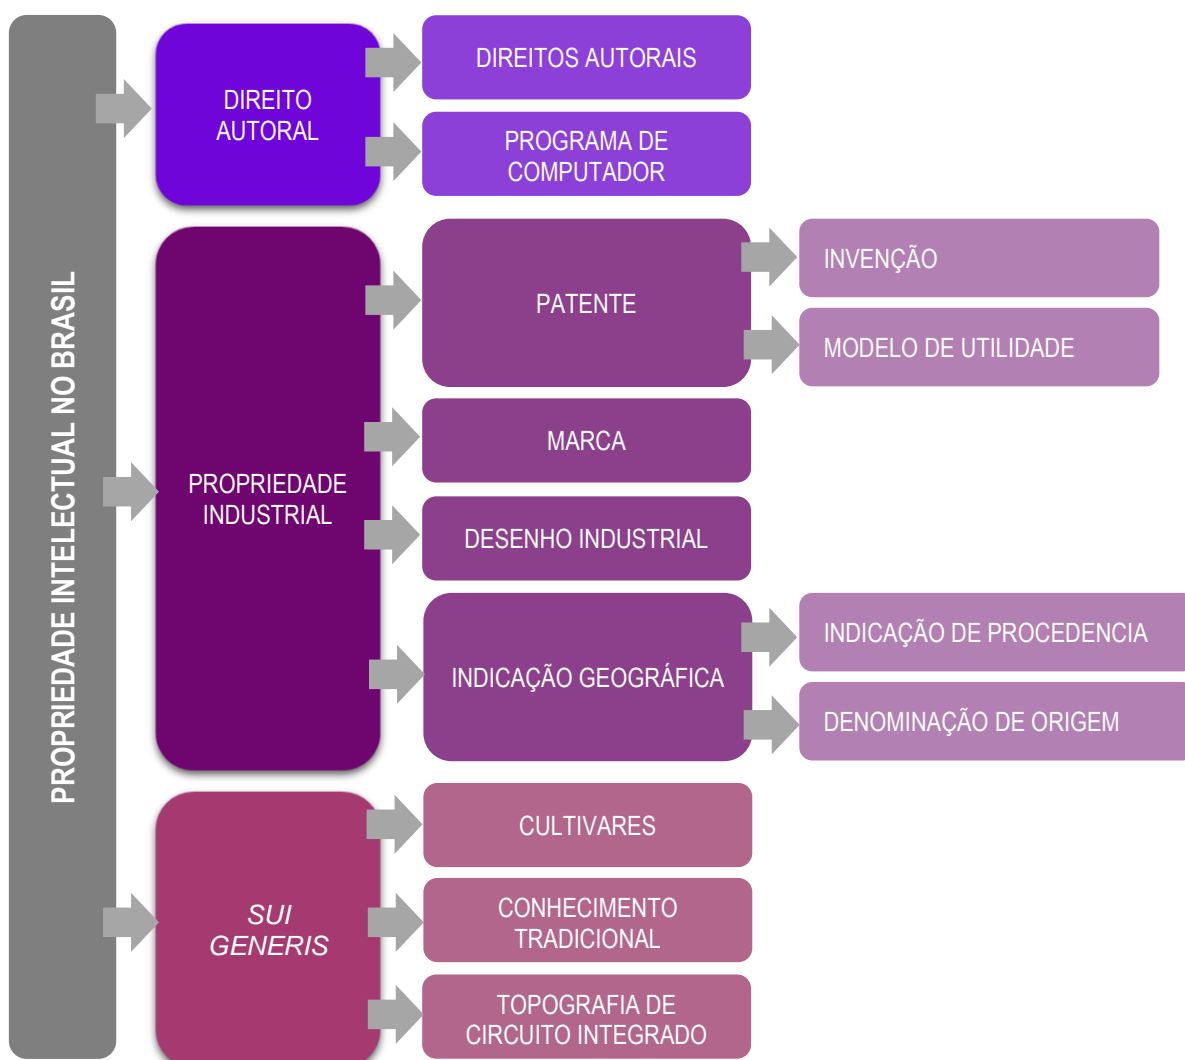 PROPRIEDADE INTELECTUAL NO BRASIL
DIREITO
AUTORAL
DIREITOS AUTORAIS
PROGRAMA DE
COMPUTADOR
PROPRIEDADE
INDUSTRIAL
PATENTE
INVENÇÃO
MODELO DE UTILIDADE
MARCA
DESENHO INDUSTRIAL
INDICAÇÃO GEOGRÁFICA
INDICAÇÃO DE PROCEDENCIA
DENOMINAÇÃO DE ORIGEM
SUI
GENERIS
CULTIVARES
CONHECIMENTO
TRADICIONAL
TOPOGRAFIA DE
CIRCUITO INTEGRADO